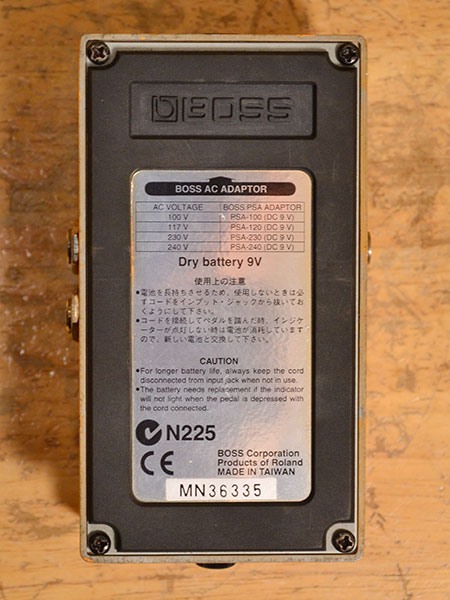 BOSS
BOSS AC ADAPTOR
AC VOLTAGE BOSS PSA ADAPTOR
100 V PSA-100 (DC 9 V)
117 V PSA-120 (DC 9 V)
230 V PSA-230 (DC 9 V)
240 V PSA-240 (DC 9 V)
Dry battery 9V
使用上の注意
●電池を長持ちさせるため、使用しないときは必
ずコードをインプット・ジャックから抜いてお
くようにして下さい。
●コードを接続してペダルを踏んだ時、インジケ
ーターが点灯しない時は電池が消耗しています
ので、新しい電池と交換して下さい。
CAUTION
●For longer battery life, always keep the cord
disconnected from input jack when not in use.
●The battery needs replacement if the indicator
will not light when the pedal is depressed with
the cord connected.
N225
CE
BOSS Corporation
Products of Roland
MADE IN TAIWAN
MN36335